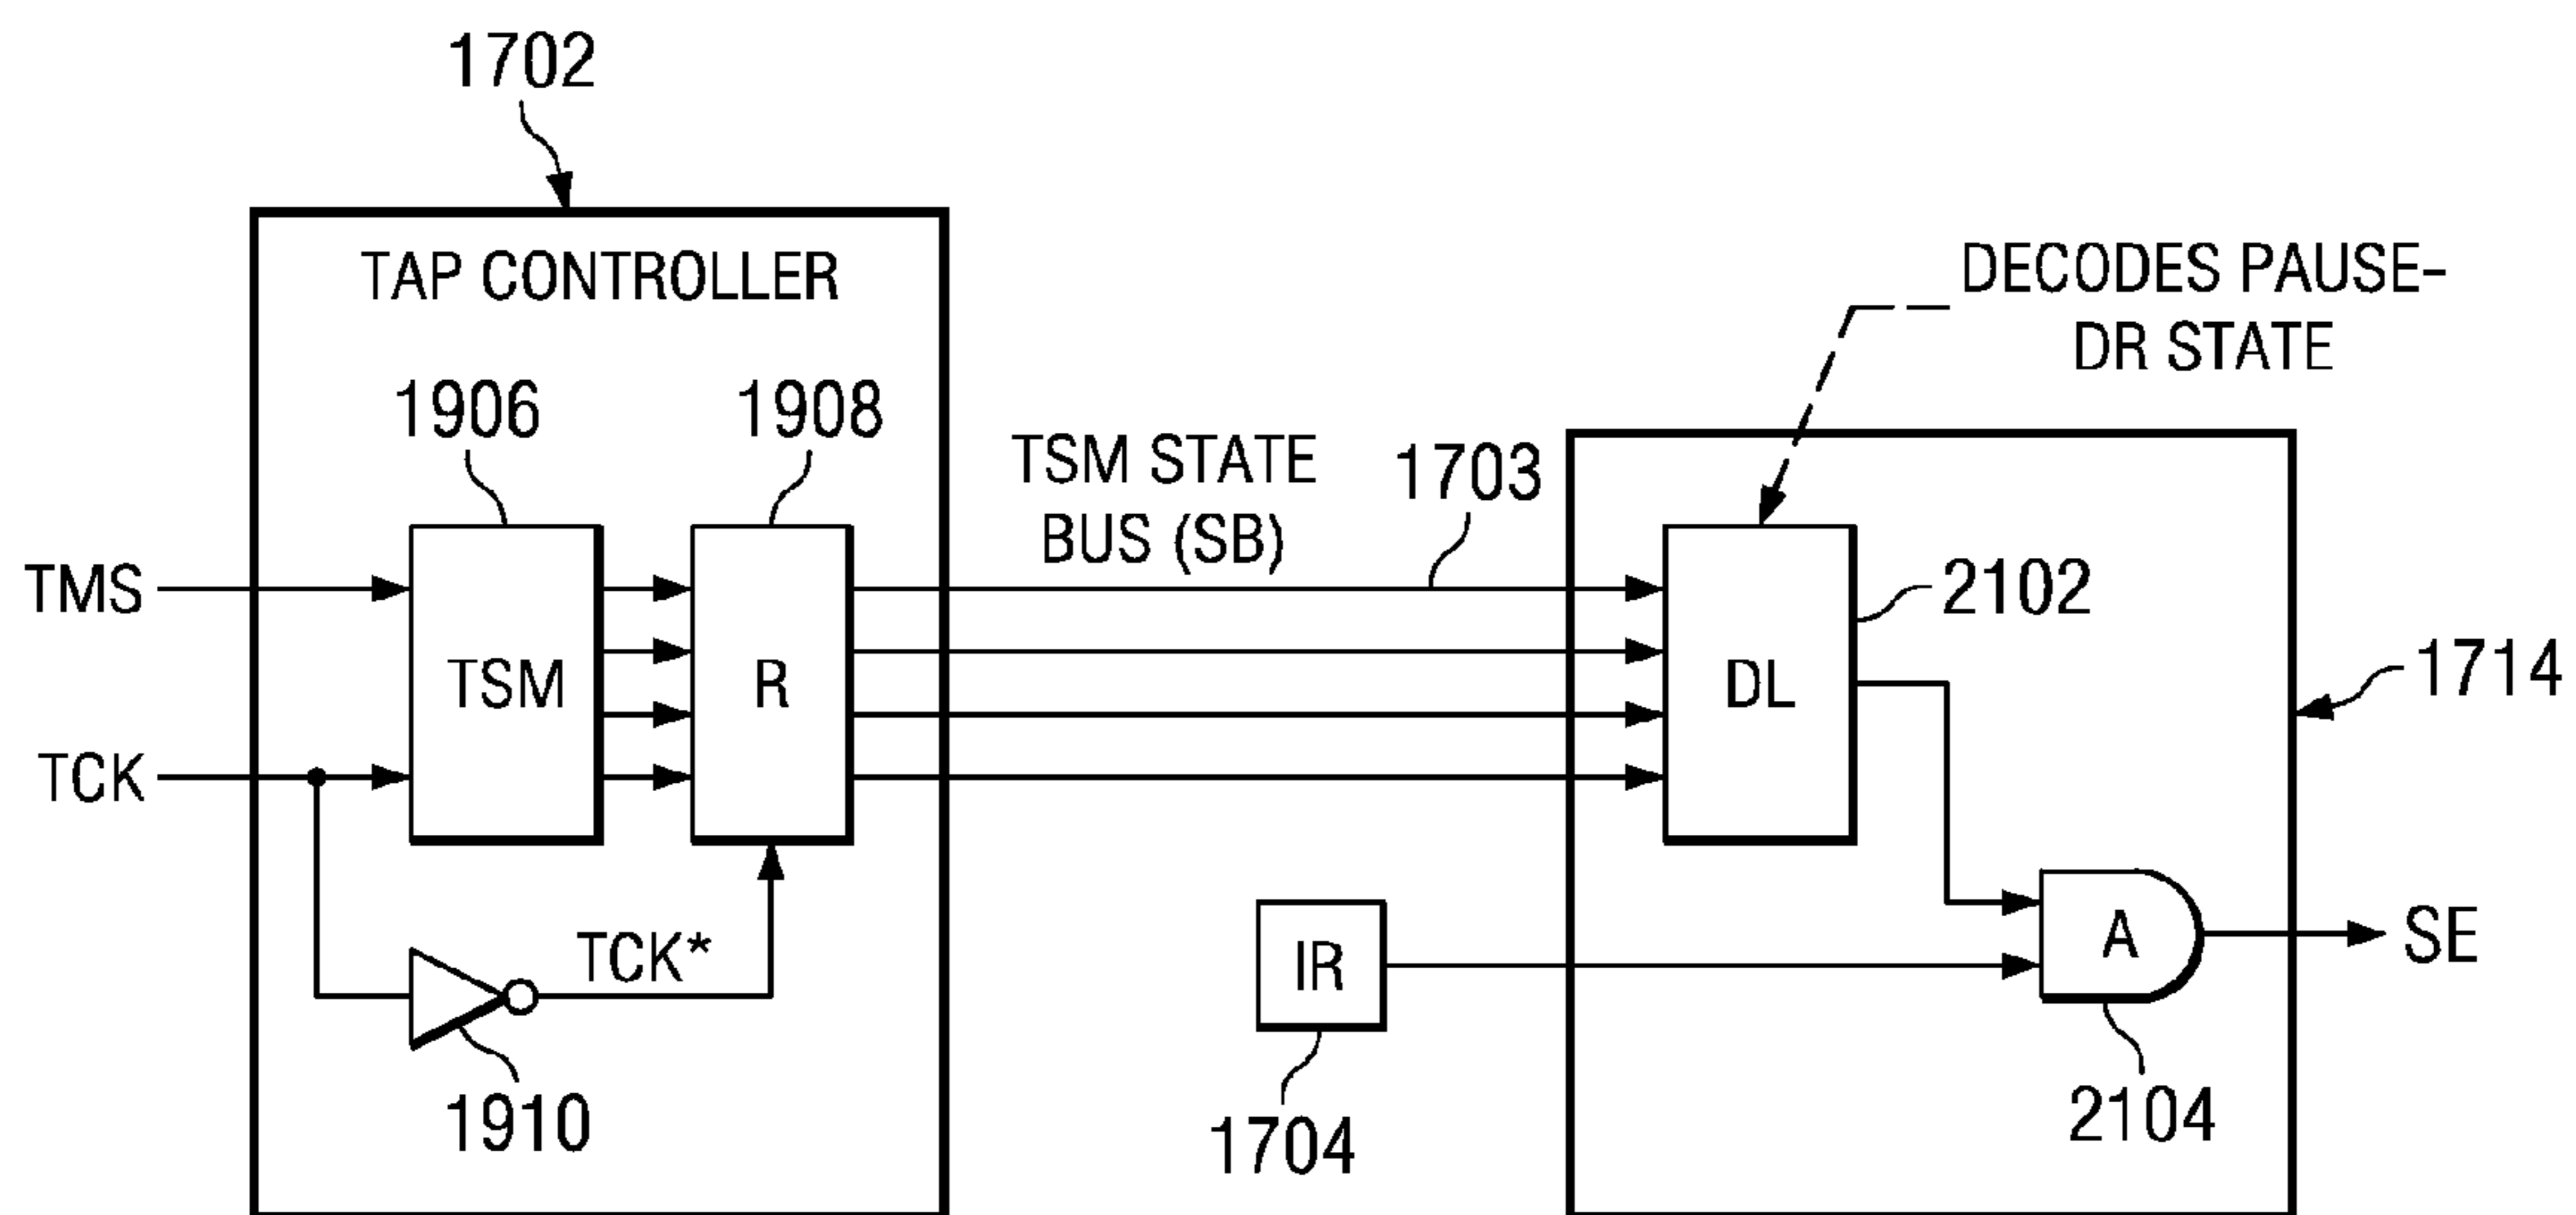 1702
TAP CONTROLLER
DECODES PAUSE-
DR STATE
1906
1908
TSM STATE
BUS (SB)
1703
TMS
TSM
R
DL
2102
1714
TCK
TCK*
IR
A
SE
1910
1704
2104